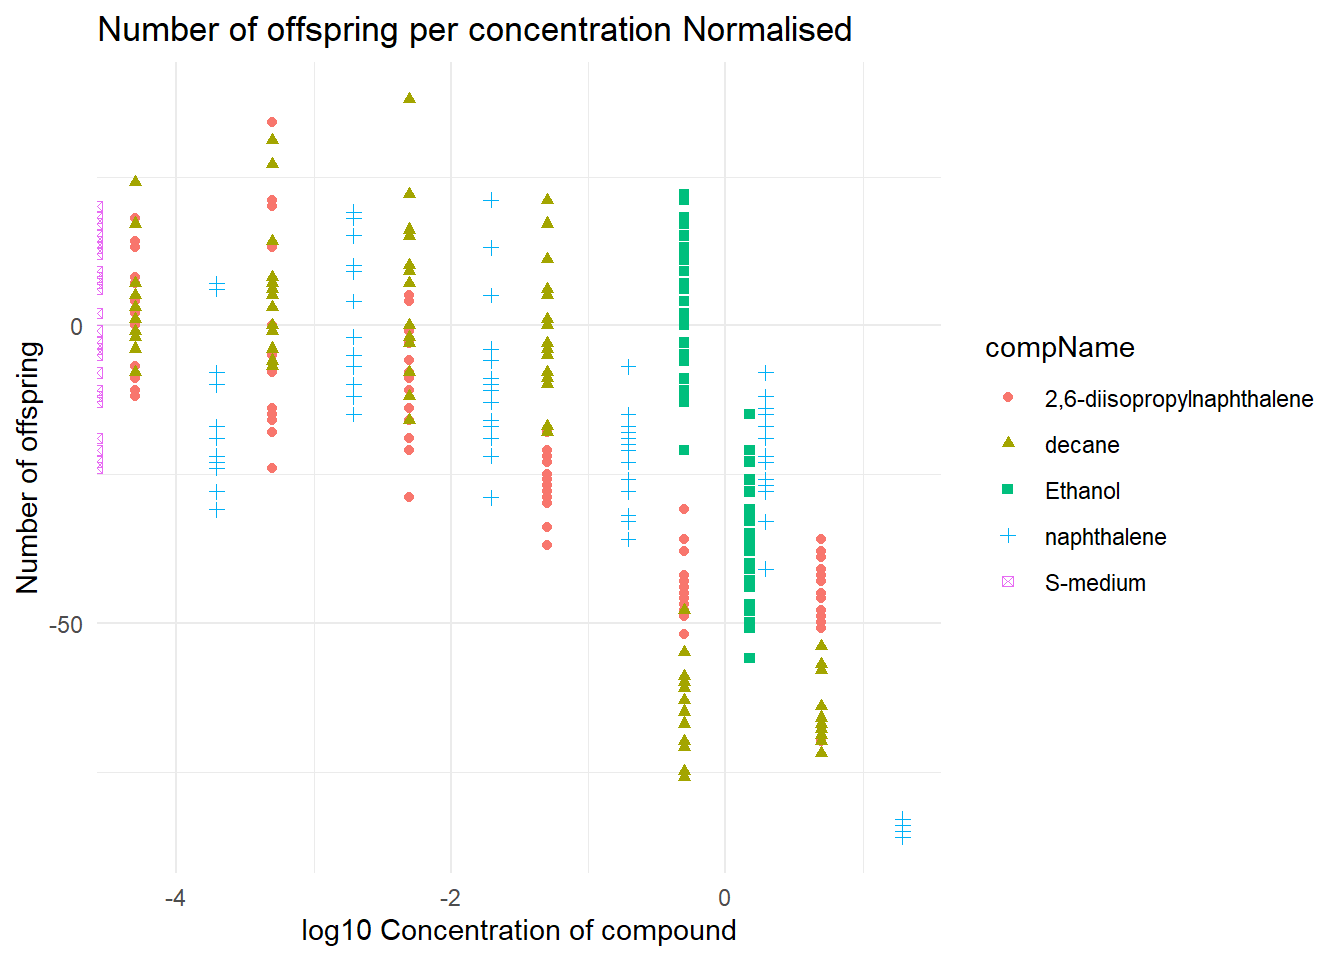 Number of offspring per concentration Normalised
Number of offspring
0
-50
-4
-2
0
log10 Concentration of compound
compName
2,6-diisopropylnaphthalene
decane
Ethanol
naphthalene
S-medium